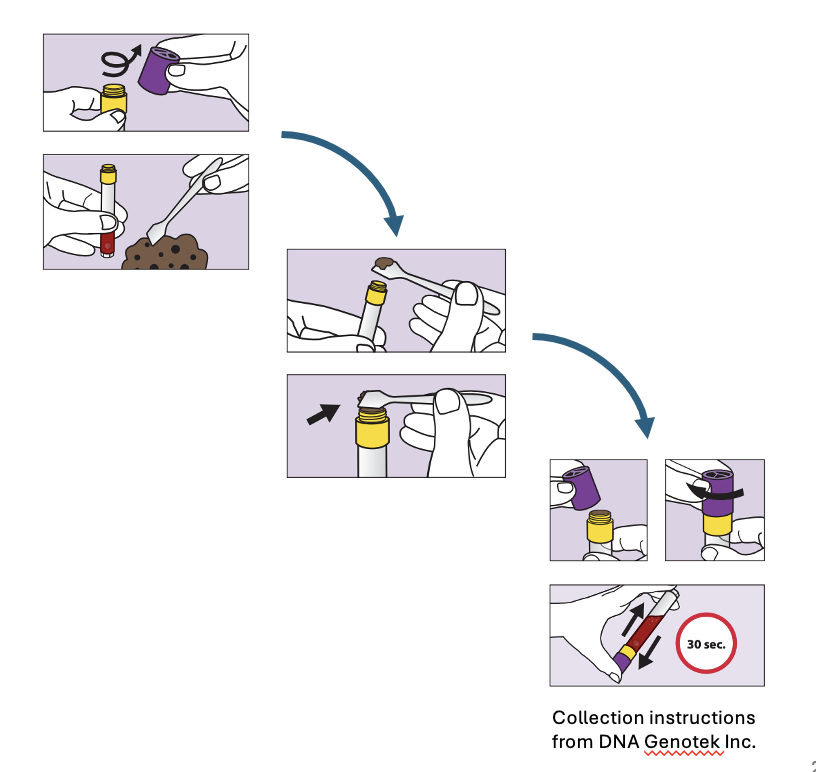 30 sec.
Collection instructions
from DNA Genotek Inc.